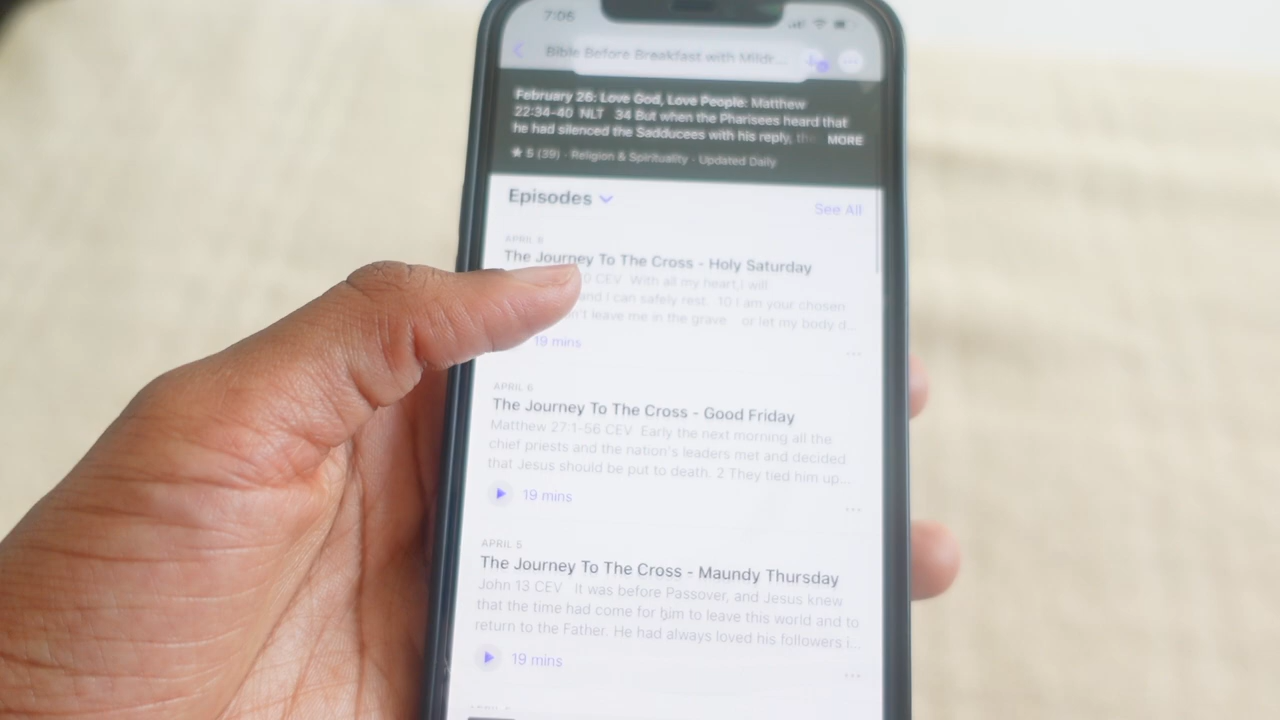 7:06
Bible Before Breakfast with Mildr...
February 26: Love God, Love People: Matthew
22:34-40 NLT 34 But when the Pharisees heard that
he had silenced the Sadducees with his reply, the MORE
★ 5 (39) · Religion & Spirituality · Updated Daily
Episodes
See All
APRIL 8
The Journey To The Cross - Holy Saturday
0 CEV With all my heart, I will
and I can safely rest. 10 I am your chosen
on't leave me in the grave or let my body d...
19 mins
APRIL 6
The Journey To The Cross - Good Friday
Matthew 27:1-56 CEV Early the next morning all the
chief priests and the nation's leaders met and decided
that Jesus should be put to death. 2 They tied him up...
19 mins
APRIL 5
The Journey To The Cross - Maundy Thursday
John 13 CEV It was before Passover, and Jesus knew
that the time had come for him to leave this world and to
return to the Father. He had always loved his followers i...
19 mins